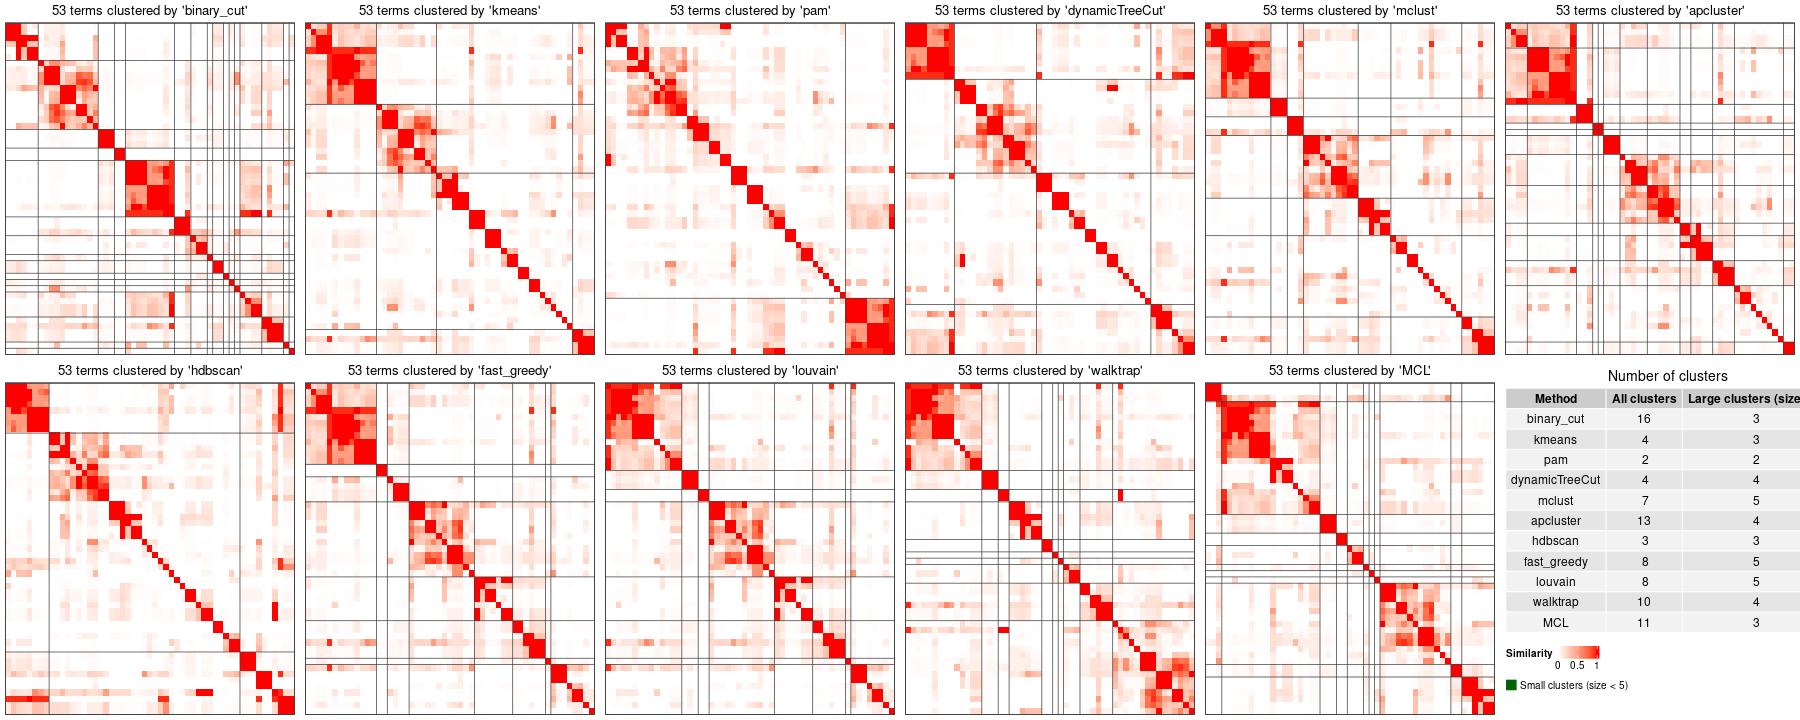 53 terms clustered by 'binary_cut'
53 terms clustered by 'kmeans'
53 terms clustered by 'pam'
53 terms clustered by 'dynamicTreeCut'
53 terms clustered by 'mclust'
53 terms clustered by 'apcluster'
53 terms clustered by 'hdbscan'
53 terms clustered by 'fast_greedy'
53 terms clustered by 'louvain'
53 terms clustered by 'walktrap'
53 terms clustered by 'MCL'
Number of clusters
Method All clusters Large clusters (size
binary_cut 16 3
kmeans 4 3
pam 2 2
dynamicTreeCut 4 4
mclust 7 5
apcluster 13 4
hdbscan 3 3
fast_greedy 8 5
louvain 8 5
walktrap 10 4
MCL 11 3
Similarity
0 0.5 1
Small clusters (size < 5)